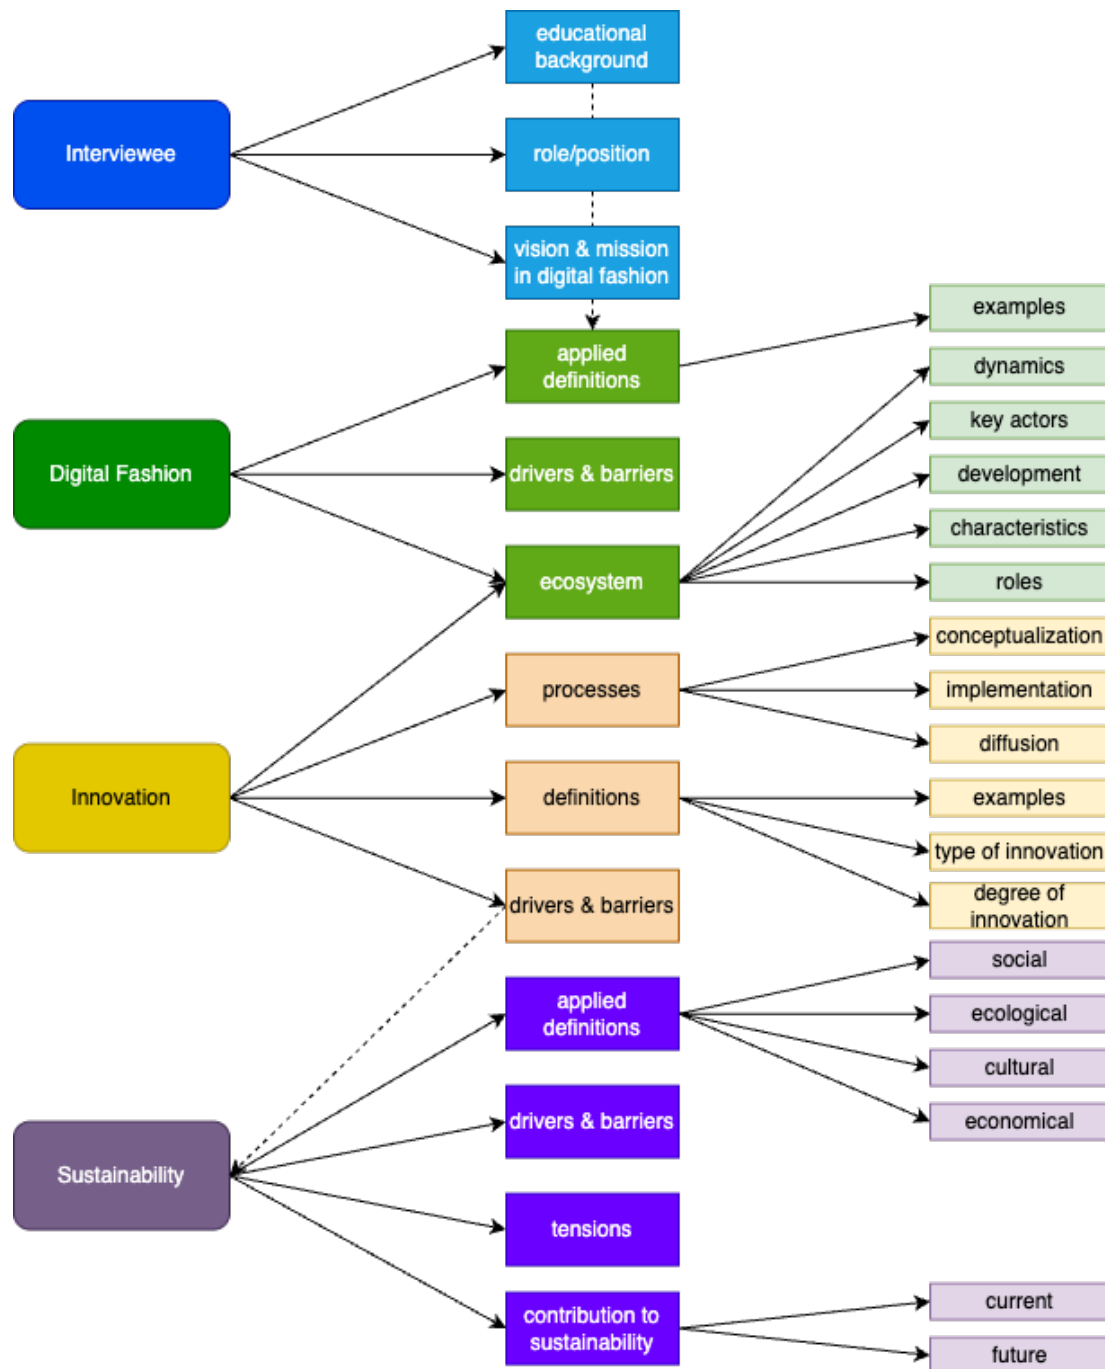 Interviewee
educational
background
role/position
vision & mission
in digital fashion
Digital Fashion
applied
definitions
drivers & barriers
ecosystem
examples
dynamics
key actors
development
characteristics
roles
Innovation
processes
definitions
drivers & barriers
conceptualization
implementation
diffusion
examples
type of innovation
degree of
innovation
Sustainability
applied
definitions
drivers & barriers
tensions
contribution to
sustainability
social
ecological
cultural
economical
current
future